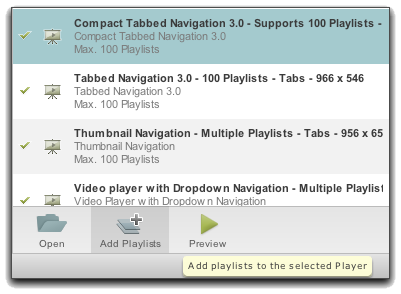 Compact Tabbed Navigation 3.0 - Supports 100 Playlists -
Compact Tabbed Navigation 3.0
Max. 100 Playlists
Tabbed Navigation 3.0 - 100 Playlists - Tabs - 966 x 546
Tabbed Navigation 3.0
Max. 100 Playlists
Thumbnail Navigation - Multiple Playlists - Tabs - 956 x 65
Thumbnail Navigation
Max. 100 Playlists
Video player with Dropdown Navigation - Multiple Playlist
Video Player with Dropdown Navigation
Open Add Playlists Preview
Add playlists to the selected Player